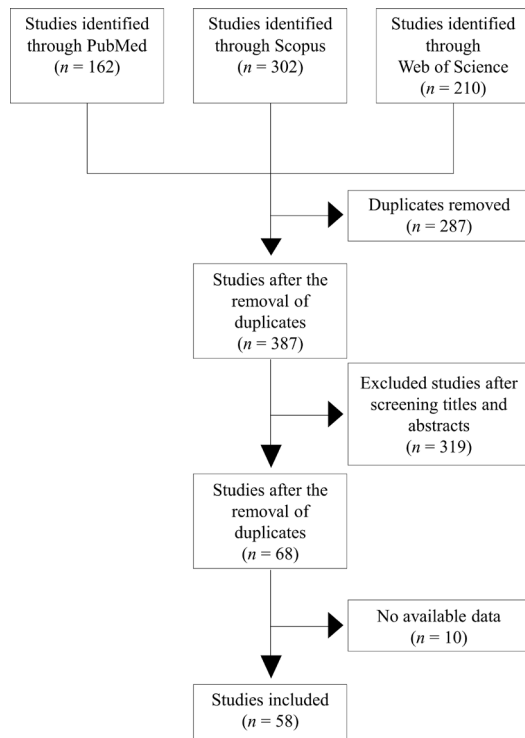 Studies identified
through PubMed
(n = 162)
Studies identified
through Scopus
(n = 302)
Studies identified
through
Web of Science
(n = 210)
Duplicates removed
(n = 287)
Studies after the
removal of
duplicates
(n = 387)
Excluded studies after
screening titles and
abstracts
(n = 319)
Studies after the
removal of
duplicates
(n = 68)
No available data
(n = 10)
Studies included
(n = 58)